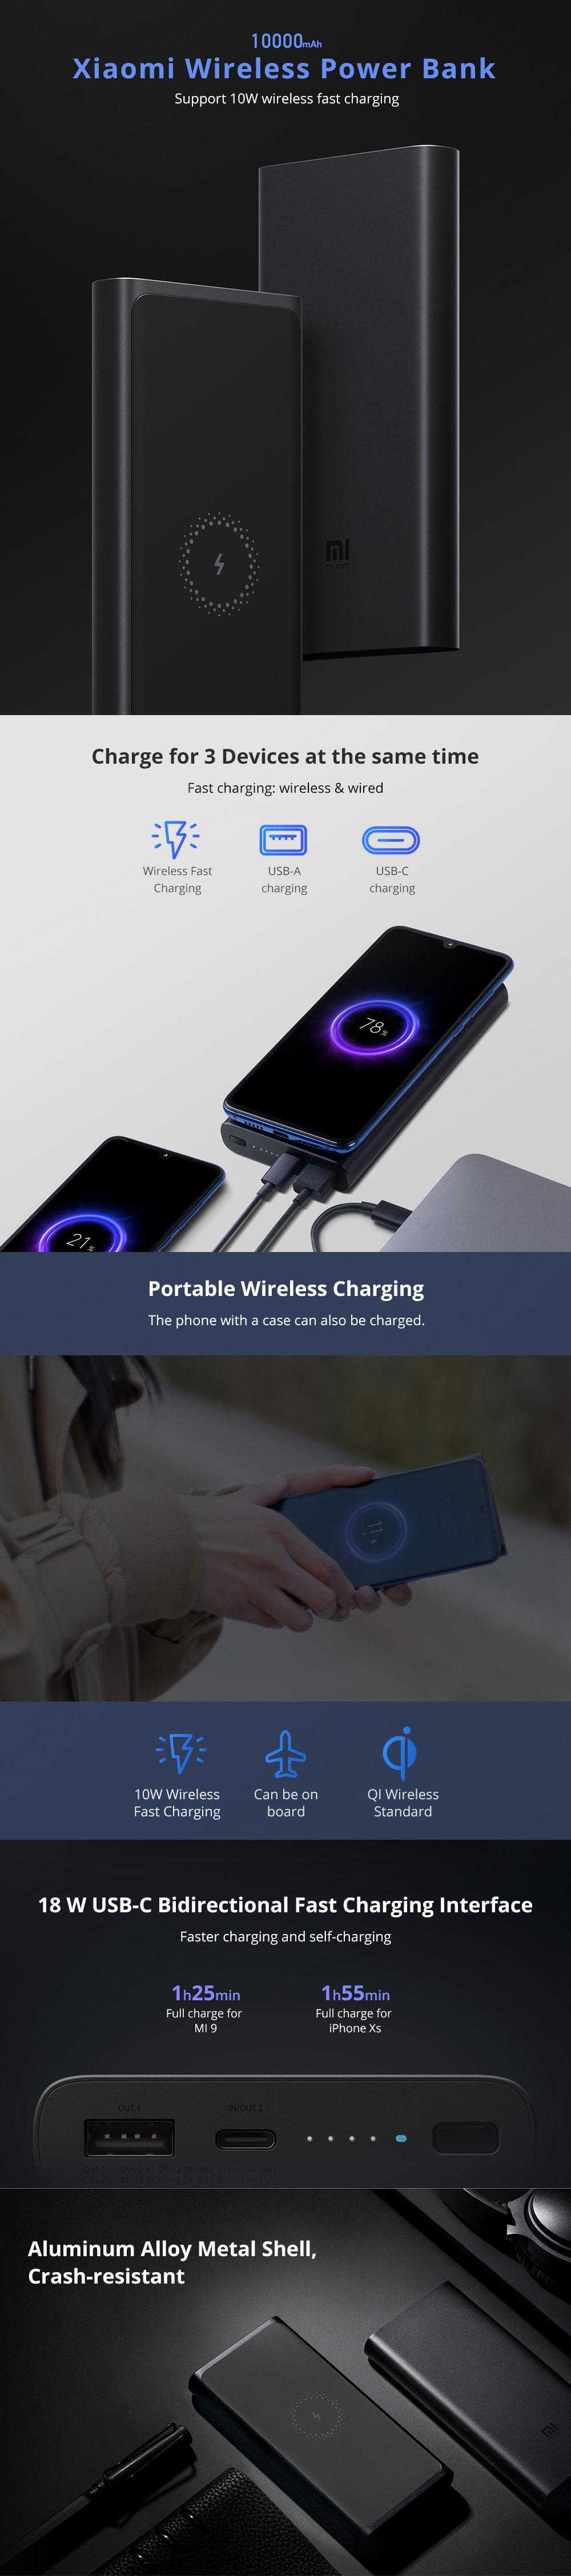 10000mAh
Xiaomi Wireless Power Bank
Support 10W wireless fast charging
mi
Charge for 3 Devices at the same time
Fast charging: wireless & wired
Wireless Fast
Charging
USB-A
charging
USB-C
charging
78%
21%
Portable Wireless Charging
The phone with a case can also be charged.
11%
10W Wireless
Fast Charging
Can be on
board
QI Wireless
Standard
18 W USB-C Bidirectional Fast Charging Interface
Faster charging and self-charging
1h25min
Full charge for
MI 9
1h55min
Full charge for
iPhone Xs
OUT 1
IN/OUT 2
Aluminum Alloy Metal Shell,
Crash-resistant
mi